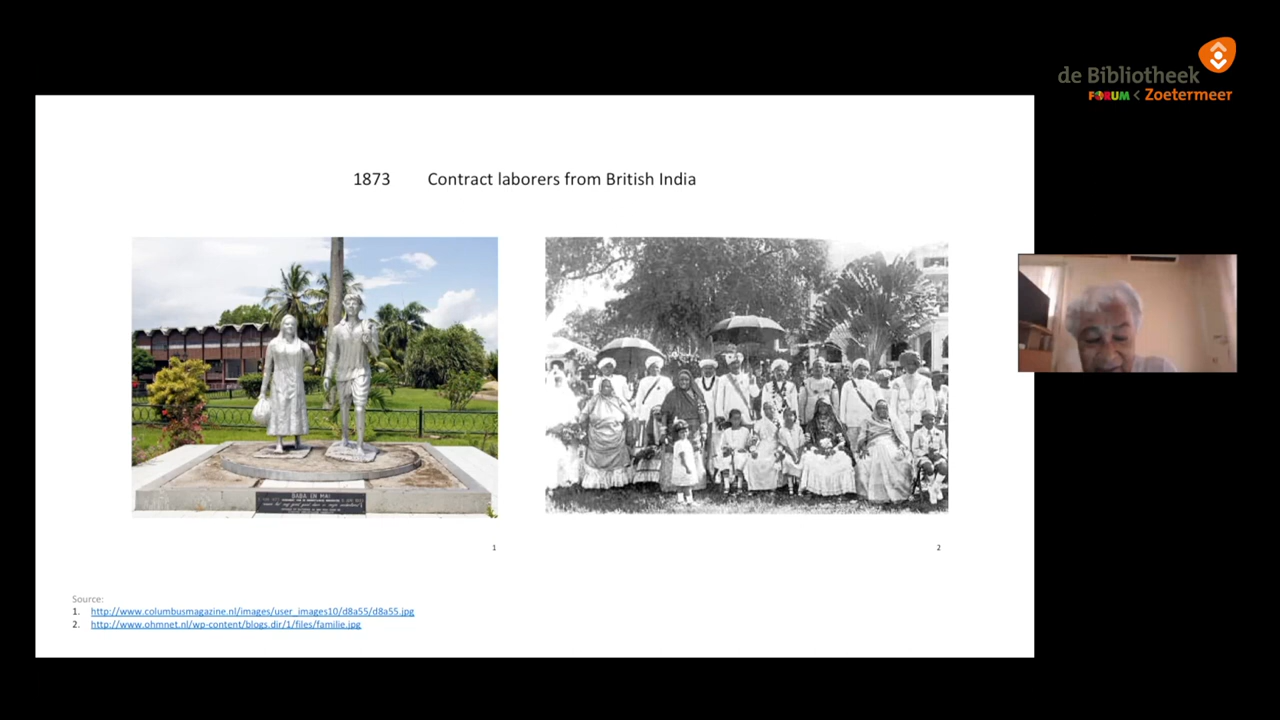 de Bibliotheek
FORUM < Zoetermeer
1873 Contract laborers from British India
BABA IN MAI
1
2
Source:
1. http://www.columbusmagazine.nl/images/user_images10/d8a55/d8a55.jpg
2. http://www.ohmnet.nl/wp-content/blogs.dir/1/files/familie.jpg